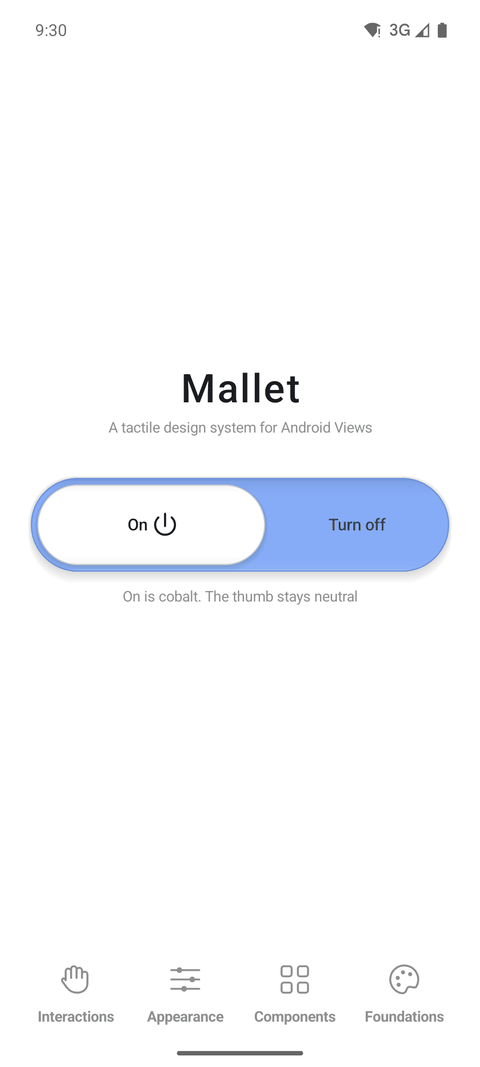 9:30
3G
Mallet
A tactile design system for Android Views
On
Turn off
On is cobalt. The thumb stays neutral
Interactions
Appearance
Components
Foundations